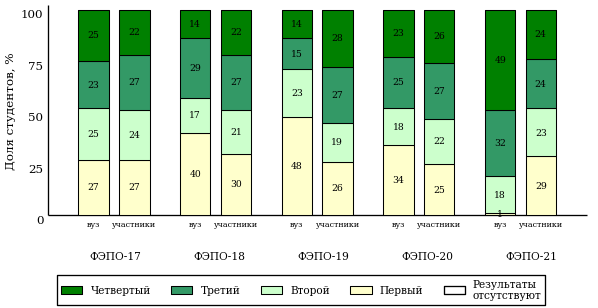 Доля студентов, %
100
75
50
25
0
25 22 14 22 14 28 23 26 49 24
23 27 29 27 15 27 25 27 32 24
25 24 17 21 23 19 18 22 18 23
27 27 40 30 48 26 34 25 1 29
вуз участники вуз участники вуз участники вуз участники вуз участники
ФЭПО-17 ФЭПО-18 ФЭПО-19 ФЭПО-20 ФЭПО-21
Четвертый Третий Второй Первый Результаты
отсутствуют